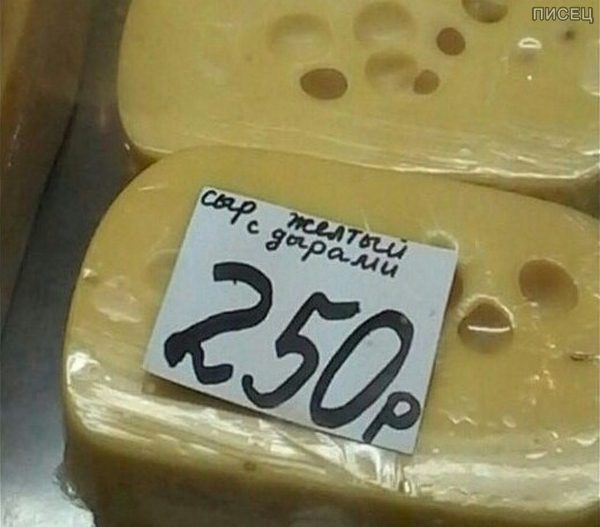 ПИСЕЦ
сыр желтый
с дырами
250р